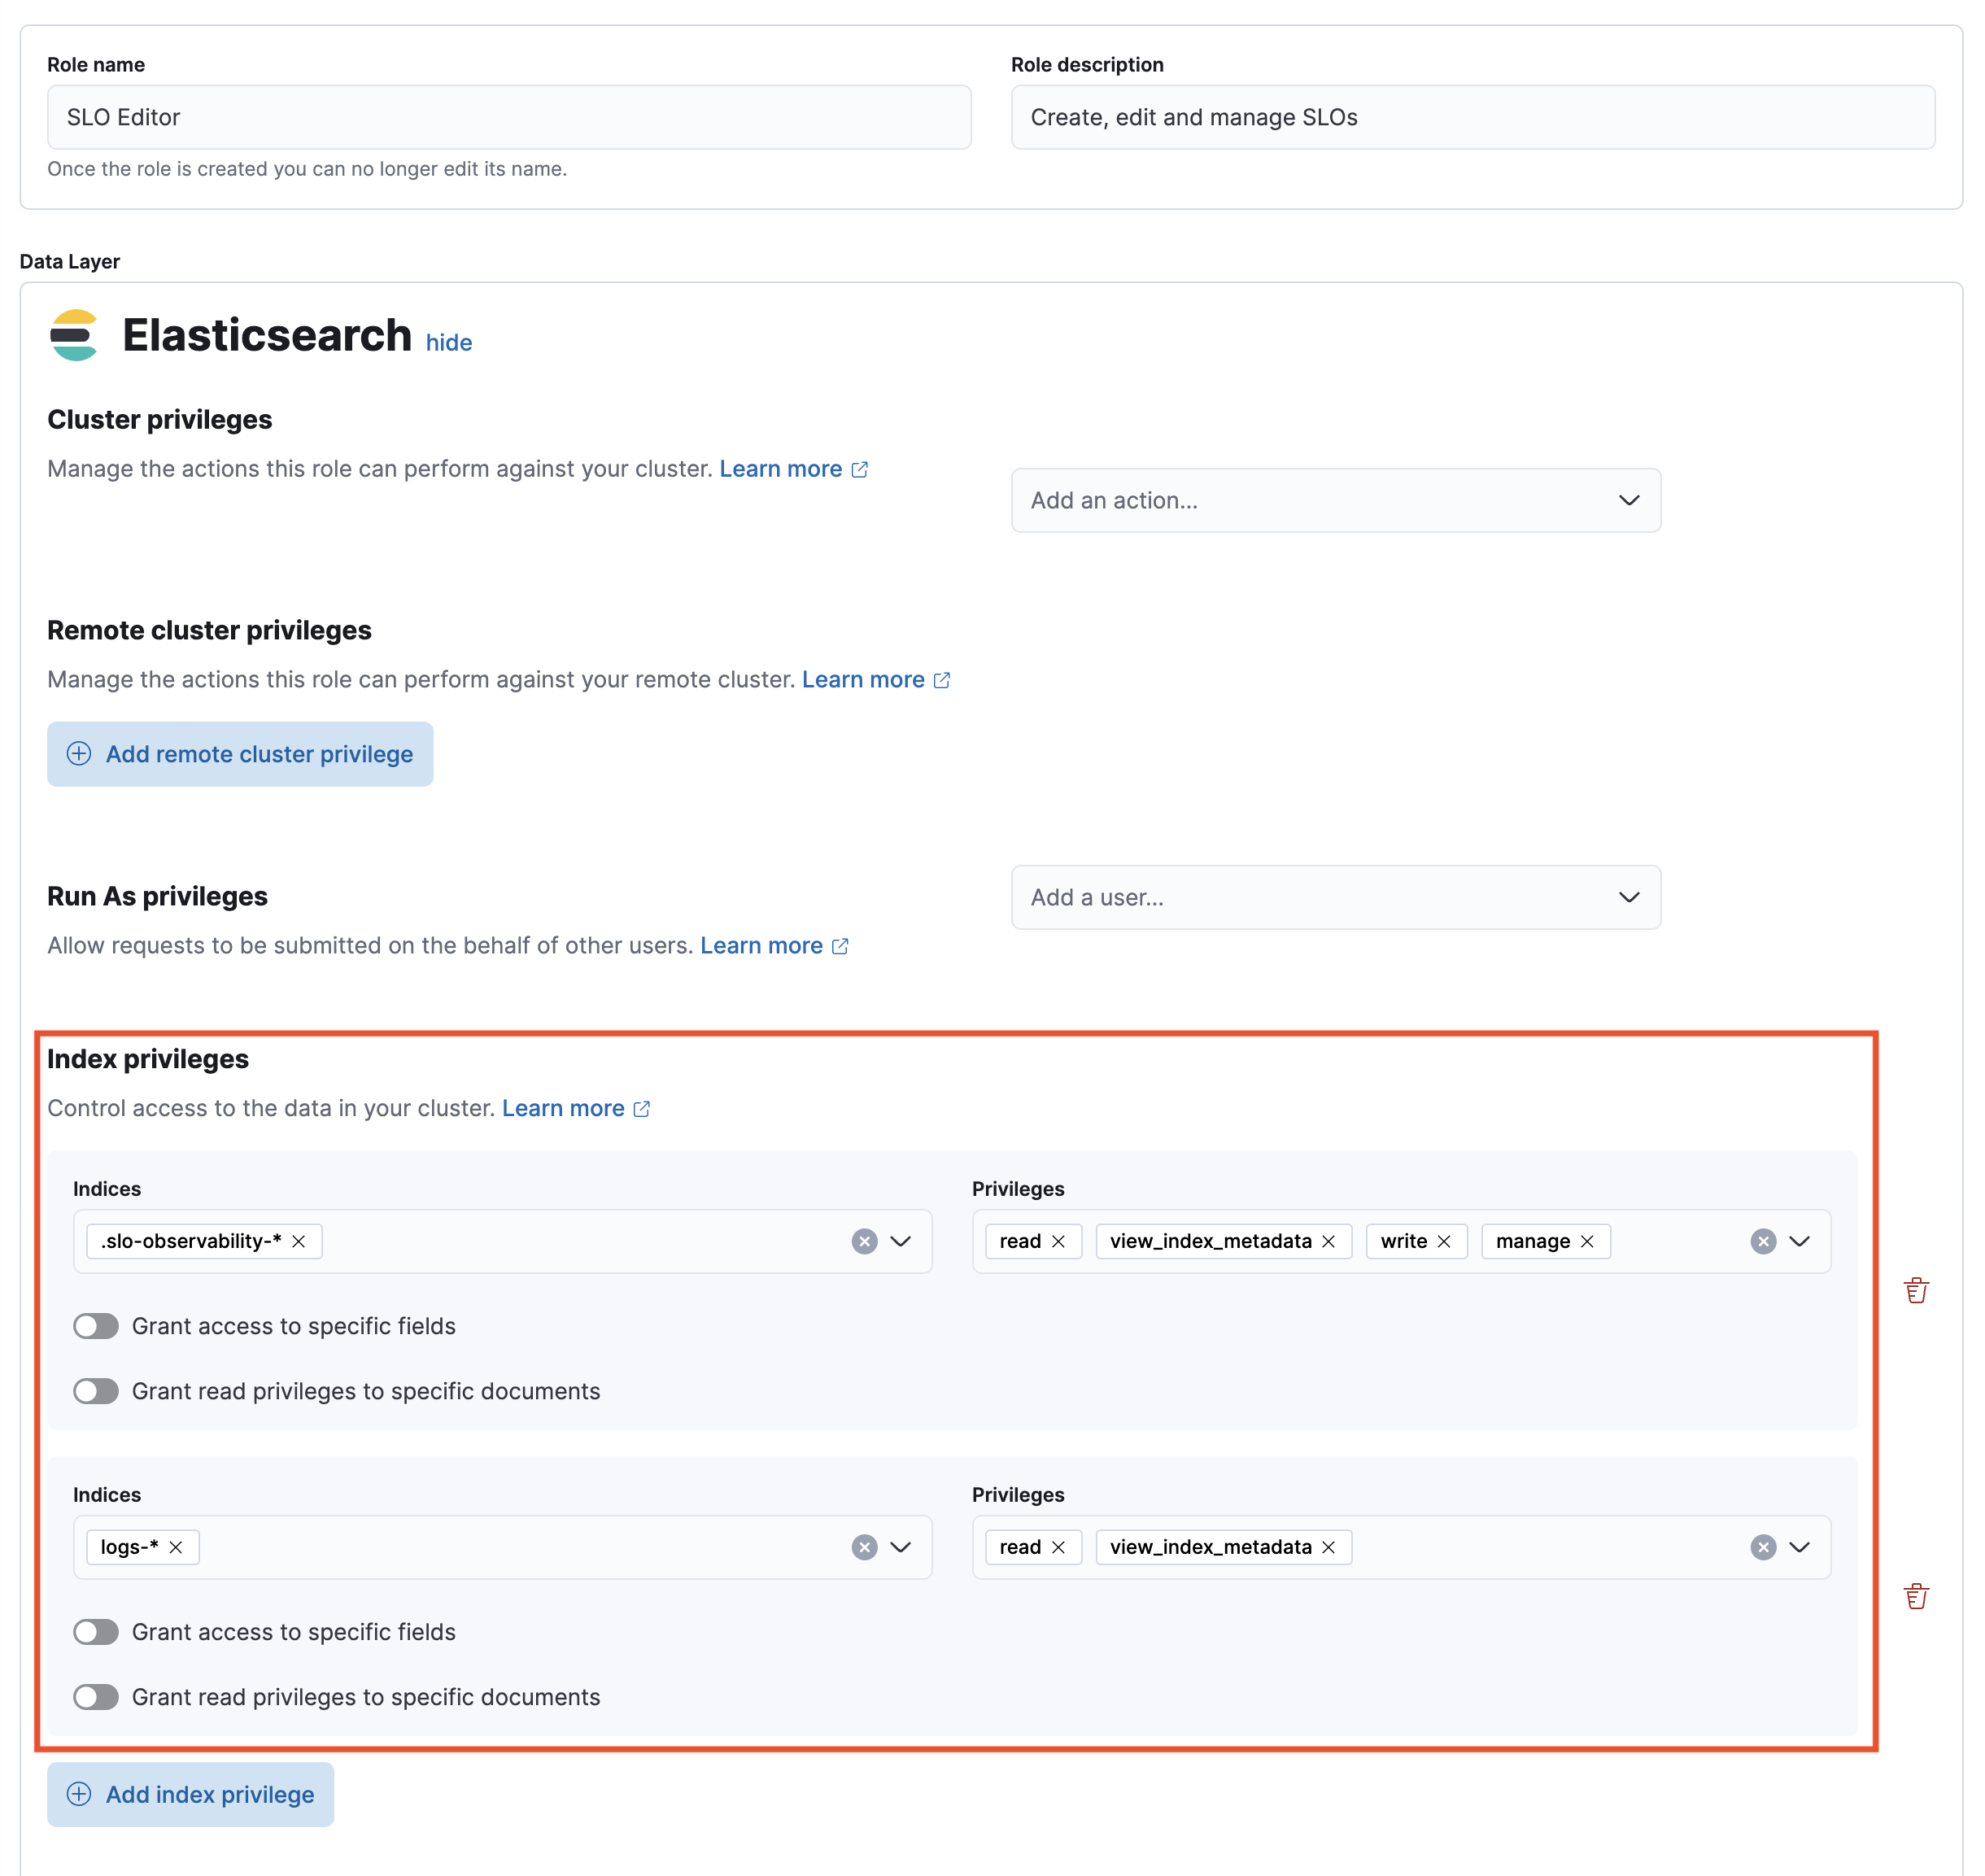 Role name
Role description
SLO Editor
Create, edit and manage SLOs
Once the role is created you can no longer edit its name.
Data Layer
Elasticsearch hide
Cluster privileges
Manage the actions this role can perform against your cluster. Learn more
Add an action...
Remote cluster privileges
Manage the actions this role can perform against your remote cluster. Learn more
Add remote cluster privilege
Run As privileges
Add a user...
Allow requests to be submitted on the behalf of other users. Learn more
Index privileges
Control access to the data in your cluster. Learn more
Indices
Privileges
.slo-observability-*
read view_index_metadata write manage
Grant access to specific fields
Grant read privileges to specific documents
Indices
Privileges
logs-*
read view_index_metadata
Grant access to specific fields
Grant read privileges to specific documents
Add index privilege